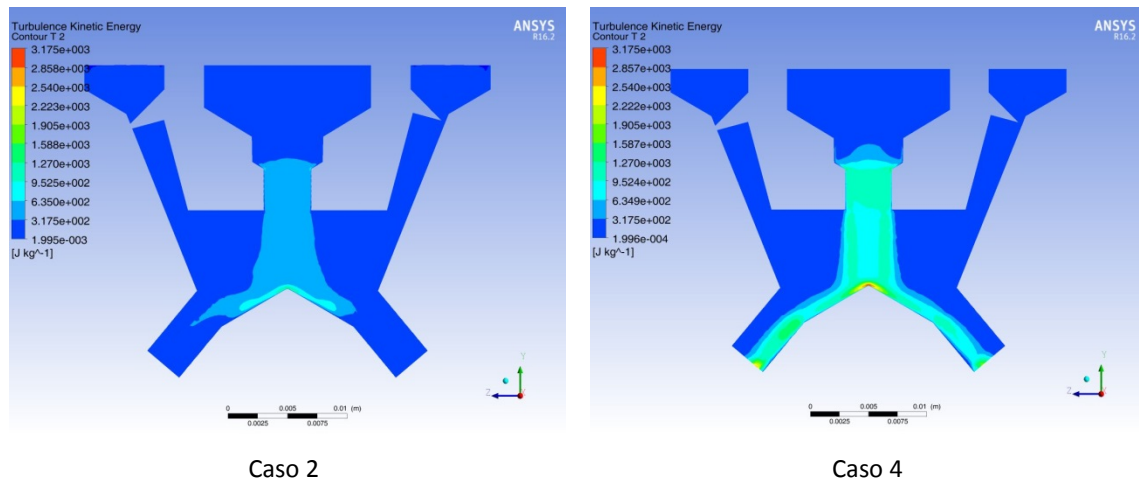 Turbulence Kinetic Energy
Contour T 2
3.175e+003
2.858e+003
2.540e+003
2.223e+003
1.905e+003
1.588e+003
1.270e+003
9.525e+002
6.350e+002
3.175e+002
1.995e-003
[J kg^-1]
ANSYS
R16.2
Y
Z
X
0 0.005 0.01 (m)
0.0025 0.0075
Caso 2
Turbulence Kinetic Energy
Contour T 2
3.175e+003
2.857e+003
2.540e+003
2.222e+003
1.905e+003
1.587e+003
1.270e+003
9.524e+002
6.349e+002
3.175e+002
1.996e-004
[J kg^-1]
ANSYS
R16.2
Y
Z
X
0 0.005 0.01 (m)
0.0025 0.0075
Caso 4